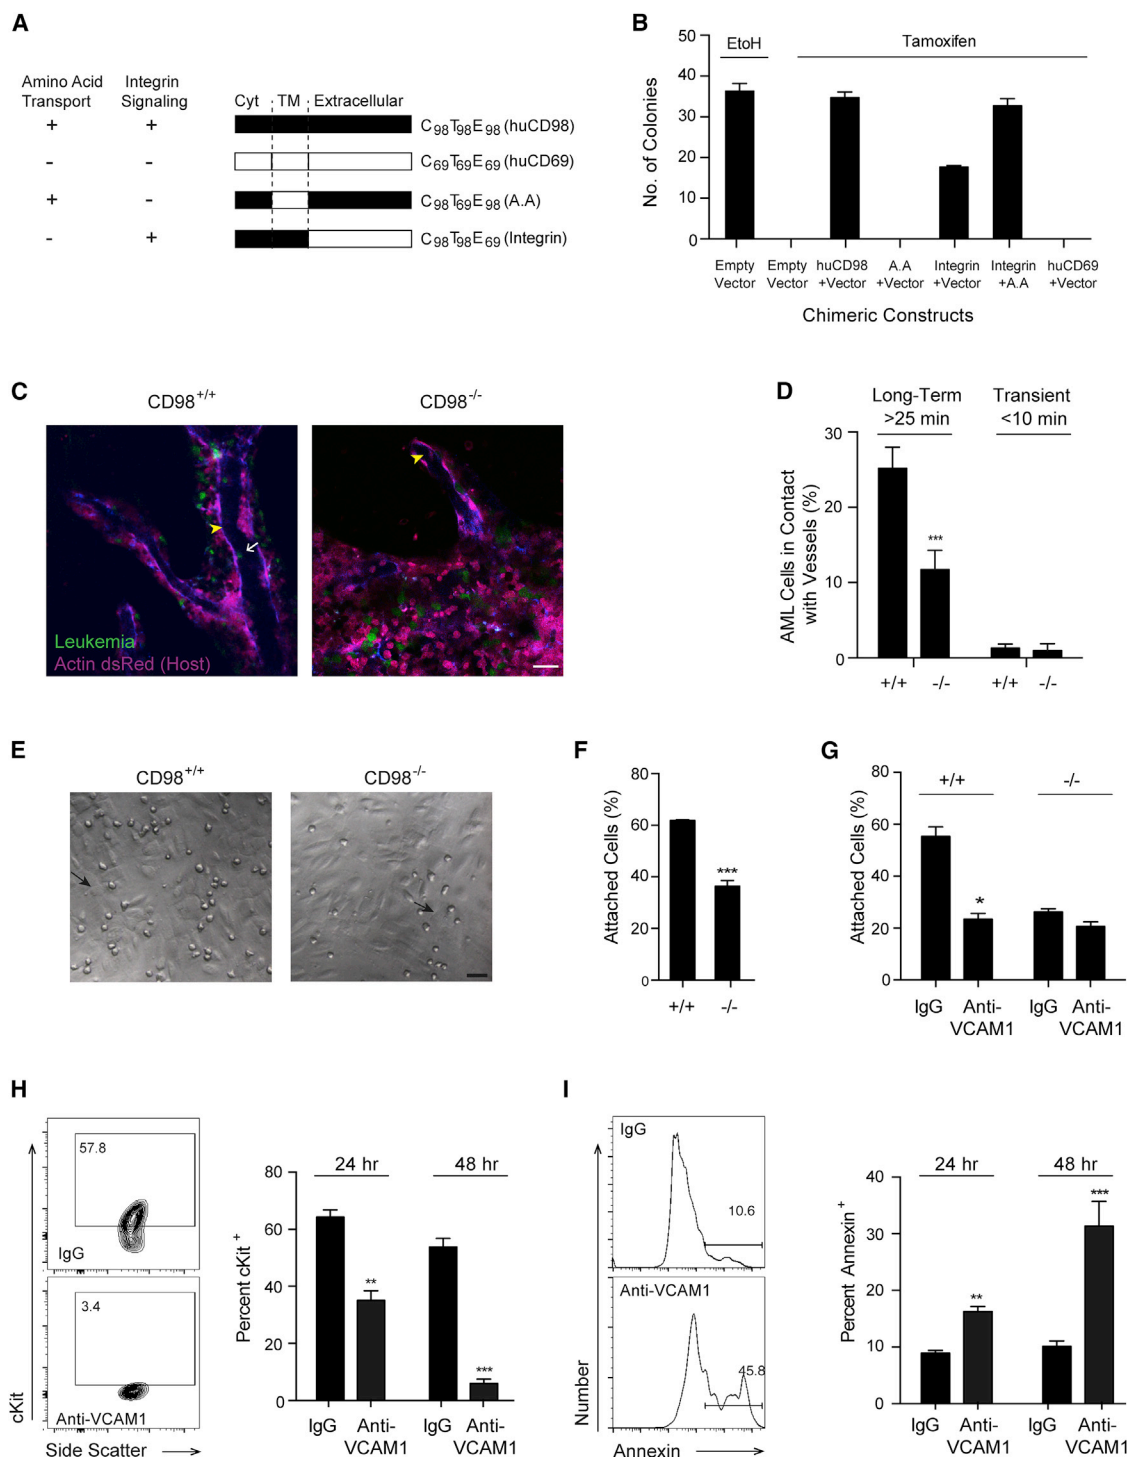 A
Amino Acid Transport
Integrin Signaling
Cyt TM Extracellular
+ + C98T98E98 (huCD98)
- - C69T69E69 (huCD69)
+ - C98T69E98 (A.A)
- + C98T98E69 (Integrin)
B
EtoH Tamoxifen
No. of Colonies
50
40
30
20
10
0
Empty Vector
Empty Vector
huCD98 +Vector
A.A +Vector
Integrin +Vector
Integrin +A.A
huCD69 +Vector
Chimeric Constructs
C
CD98+/+
CD98-/-
Leukemia
Actin dsRed (Host)
D
Long-Term >25 min
Transient <10 min
AML Cells in Contact with Vessels (%)
30
20
10
0
***
+/+ -/- +/+ -/-
E
CD98+/+
CD98-/-
F
Attached Cells (%)
80
60
40
20
0
***
+/+ -/-
G
+/+ -/-
Attached Cells (%)
80
60
40
20
0
*
IgG Anti-VCAM1 IgG Anti-VCAM1
H
57.8
IgG
3.4
Anti-VCAM1
cKit
Side Scatter
24 hr 48 hr
Percent cKit+
80
60
40
20
0
**
***
IgG Anti-VCAM1 IgG Anti-VCAM1
I
IgG
10.6
Anti-VCAM1
45.8
Number
Annexin
24 hr 48 hr
Percent Annexin+
40
30
20
10
0
**
***
IgG Anti-VCAM1 IgG Anti-VCAM1